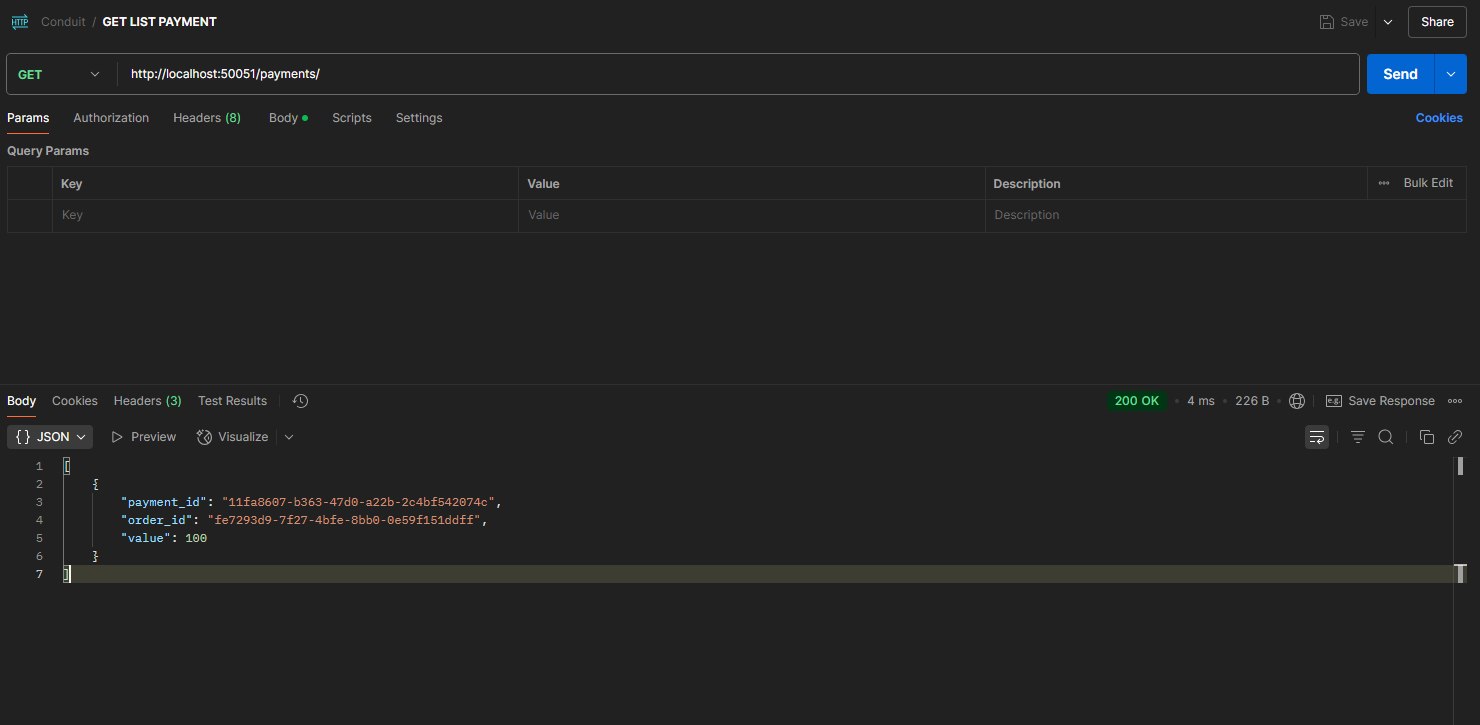 HTTP Conduit / GET LIST PAYMENT Save Share
GET http://localhost:50051/payments/ Send
Params Authorization Headers (8) Body Scripts Settings Cookies
Query Params
Key Value Description Bulk Edit
Key Value Description
Body Cookies Headers (3) Test Results 200 OK 4 ms 226 B e.g. Save Response
{} JSON Preview Visualize
1 [
2 {
3 "payment_id": "11fa8607-b363-47d0-a22b-2c4bf542074c",
4 "order_id": "fe7293d9-7f27-4bfe-8bb0-0e59f151ddff",
5 "value": 100
6 }
7 ]